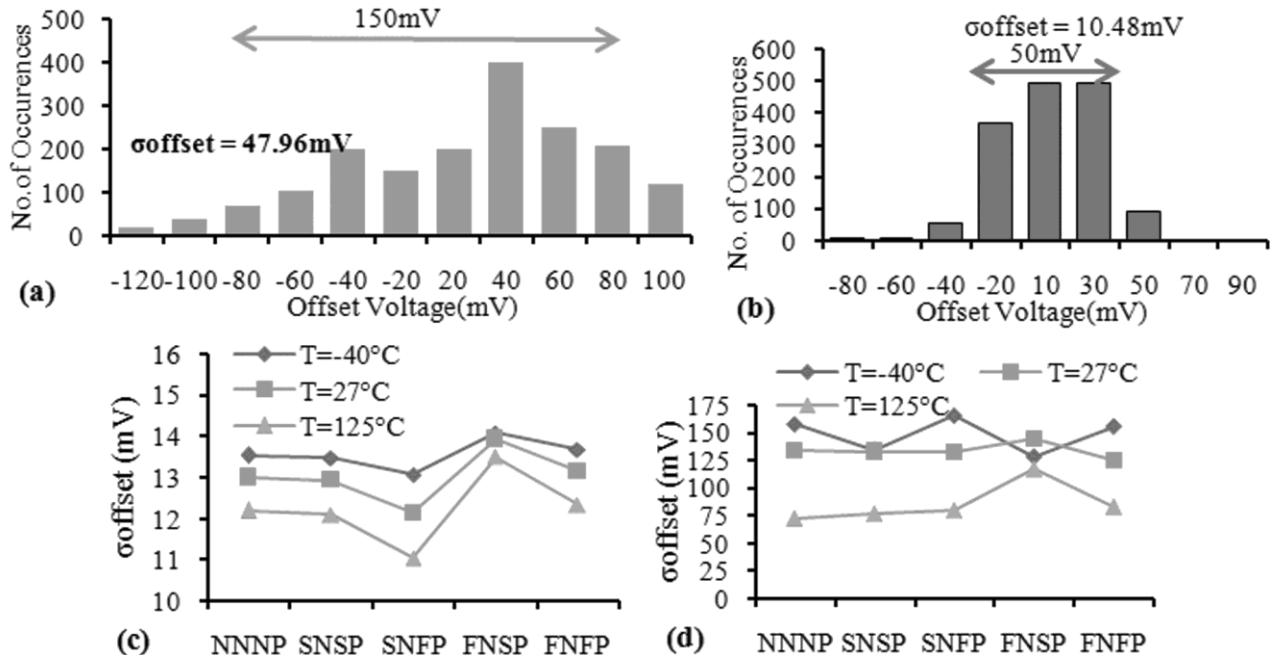 500
400
300
200
100
0
No.of Occurences
150mV
σoffset = 47.96mV
-120 -100 -80 -60 -40 -20 20 40 60 80 100
Offset Voltage(mV)
(a)
σoffset = 10.48mV
50mV
600
500
400
300
200
100
0
No. of Occurences
-80 -60 -40 -20 10 30 50 70 90
Offset Voltage(mV)
(b)
T=-40°C
T=27°C
T=125°C
16
15
14
13
12
11
10
σoffset (mV)
NNNP SNSP SNFP FNSP FNFP
(c)
T=-40°C T=27°C
T=125°C
175
150
125
100
75
50
25
0
σoffset (mV)
NNNP SNSP SNFP FNSP FNFP
(d)